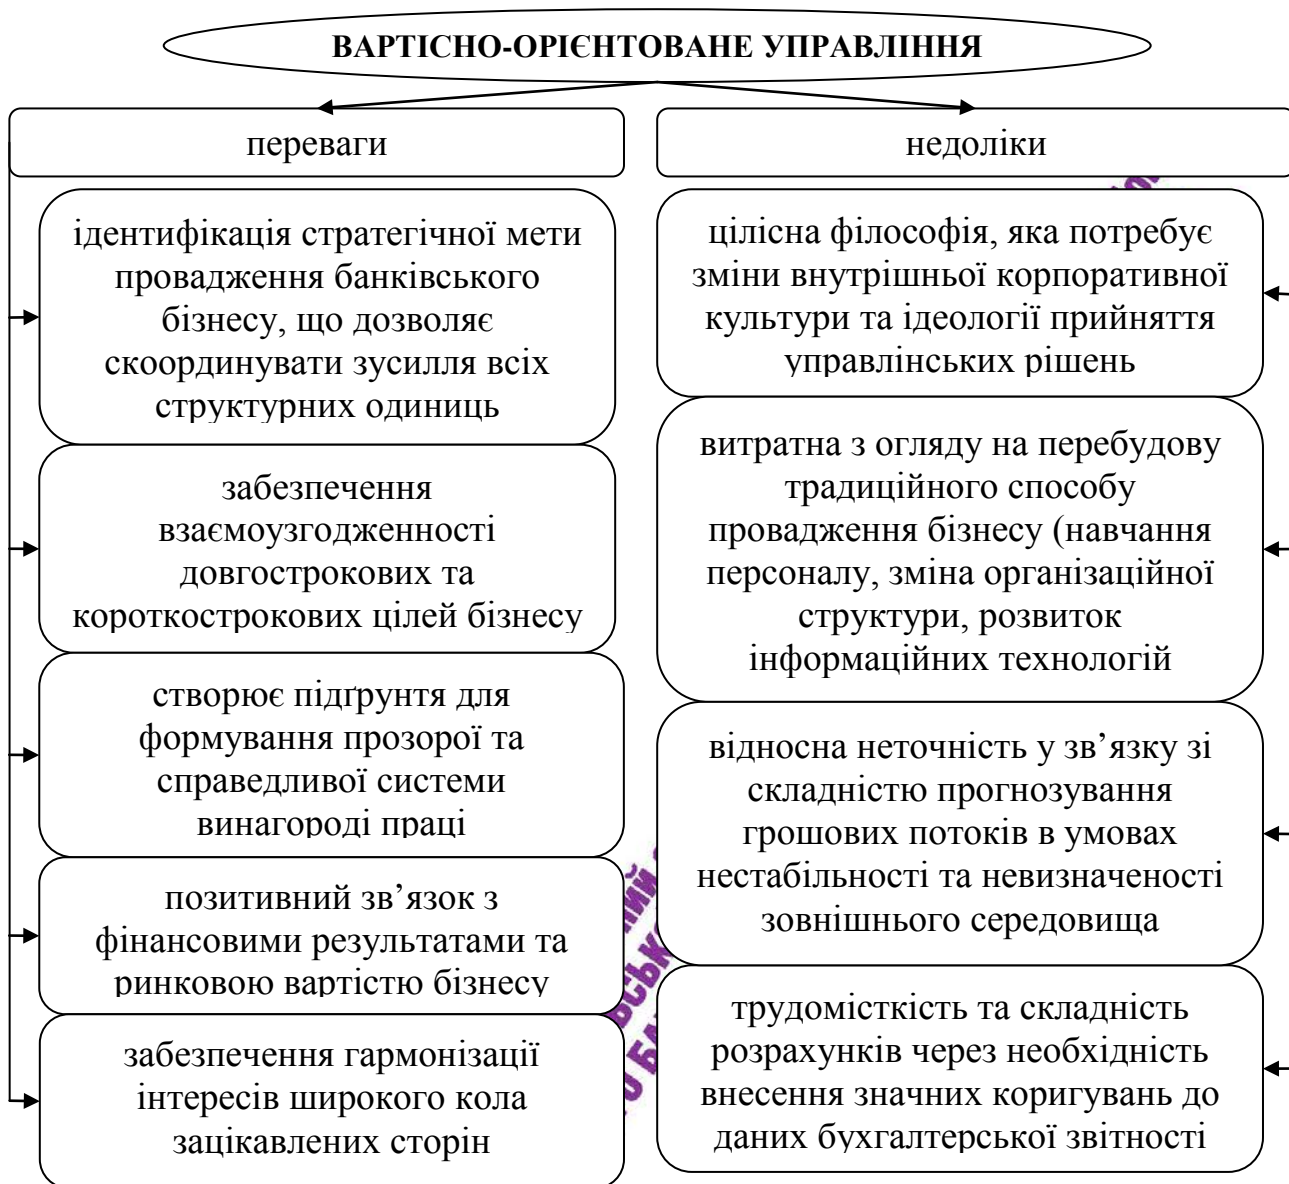 ВАРТІСНО-ОРІЄНТОВАНЕ УПРАВЛІННЯ
переваги
ідентифікація стратегічної мети
провадження банківського
бізнесу, що дозволяє
скоординувати зусилля всіх
структурних одиниць
забезпечення
взаємоузгодженності
довгострокових та
короткострокових цілей бізнесу
створює підґрунтя для
формування прозорої та
справедливої системи
винагороді праці
позитивний зв’язок з
фінансовими результатами та
ринковою вартістю бізнесу
забезпечення гармонізації
інтересів широкого кола
зацікавлених сторін
недоліки
цілісна філософія, яка потребує
зміни внутрішньої корпоративної
культури та ідеології прийняття
управлінських рішень
витратна з огляду на перебудову
традиційного способу
провадження бізнесу (навчання
персоналу, зміна організаційної
структури, розвиток
інформаційних технологій
відносна неточність у зв’язку зі
складністю прогнозування
грошових потоків в умовах
нестабільності та невизначеності
зовнішнього середовища
трудомісткість та складність
розрахунків через необхідність
внесення значних коригувань до
даних бухгалтерської звітності